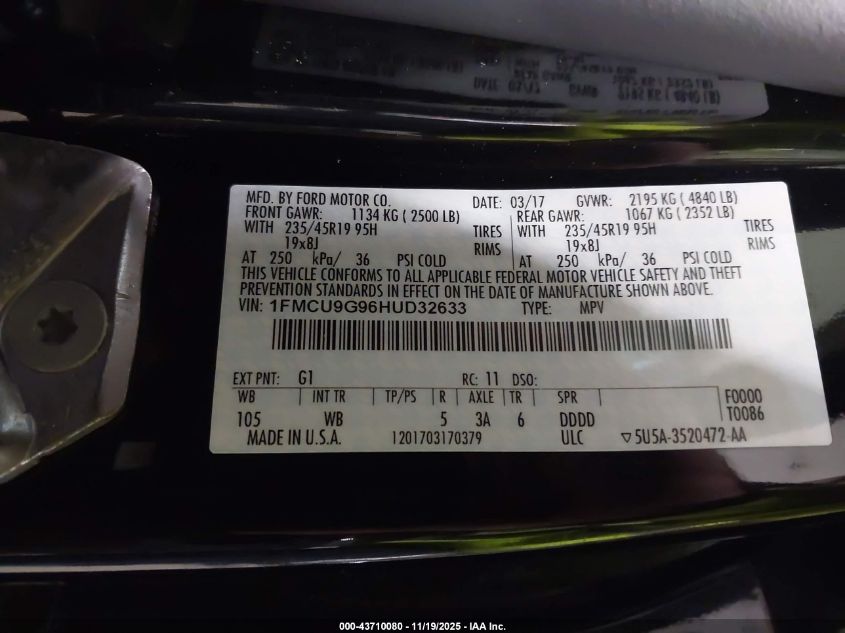 MFD. BY FORD MOTOR CO. DATE: 03/17 GVWR: 2195 KG ( 4840 LB)
FRONT GAWR: 1134 KG ( 2500 LB) REAR GAWR: 1067 KG ( 2352 LB)
WITH 235/45R19 95H TIRES WITH 235/45R19 95H TIRES
19x8J RIMS 19x8J RIMS
AT 250 kPa/ 36 PSI COLD AT 250 kPa/ 36 PSI COLD
THIS VEHICLE CONFORMS TO ALL APPLICABLE FEDERAL MOTOR VEHICLE SAFETY AND THEFT
PREVENTION STANDARDS IN EFFECT ON THE DATE OF MANUFACTURE SHOWN ABOVE.
VIN: 1FMCU9G96HUD32633 TYPE: MPV
EXT PNT: G1 RC: 11 DSO:
WB INT TR TP/PS R AXLE TR SPR F0000
105 WB 5 3A 6 DDDD T0086
MADE IN U.S.A. 1201703170379 ULC ▽5U5A-3520472-AA
000-43710080 - 11/19/2025 - IAA Inc.